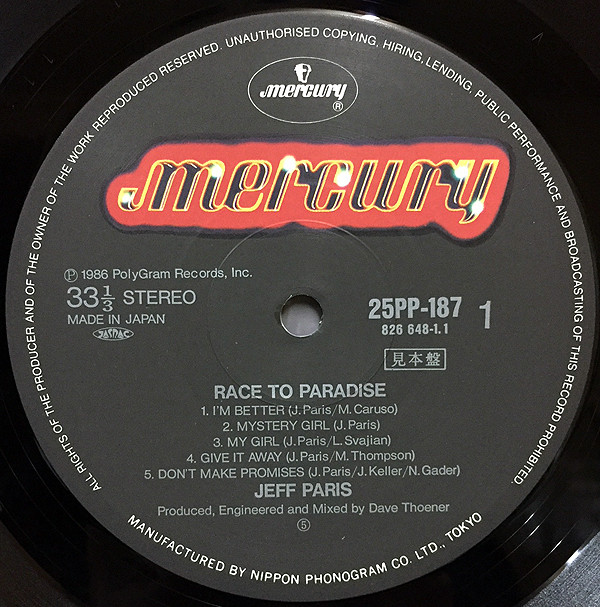 ALL RIGHTS OF THE PRODUCER AND OF THE OWNER OF THE WORK REPRODUCED RESERVED. UNAUTHORISED COPYING, HIRING, LENDING, PUBLIC PERFORMANCE AND BROADCASTING OF THIS RECORD PROHIBITED.
mercury
®
mercury
Ⓟ 1986 PolyGram Records, Inc.
33 1/3 STEREO
MADE IN JAPAN
JASRAC
25PP-187 1
826 648-1.1
見本盤
RACE TO PARADISE
1. I'M BETTER (J. Paris/M. Caruso)
2. MYSTERY GIRL (J. Paris)
3. MY GIRL (J. Paris/L. Svajian)
4. GIVE IT AWAY (J. Paris/M. Thompson)
5. DON'T MAKE PROMISES (J. Paris/J. Keller/N. Gader)
JEFF PARIS
Produced, Engineered and Mixed by Dave Thoener
⑤
MANUFACTURED BY NIPPON PHONOGRAM CO. LTD., TOKYO